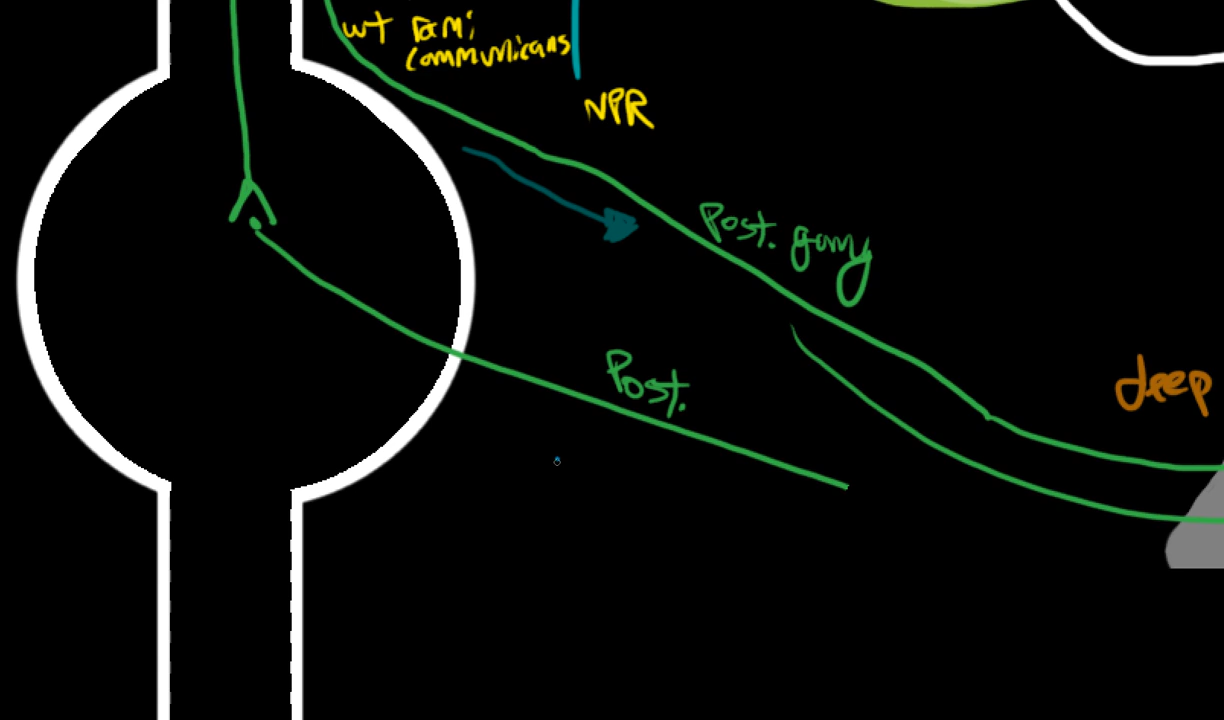 wt Rami
communicans
NPR
Post. gang
Post.
deep